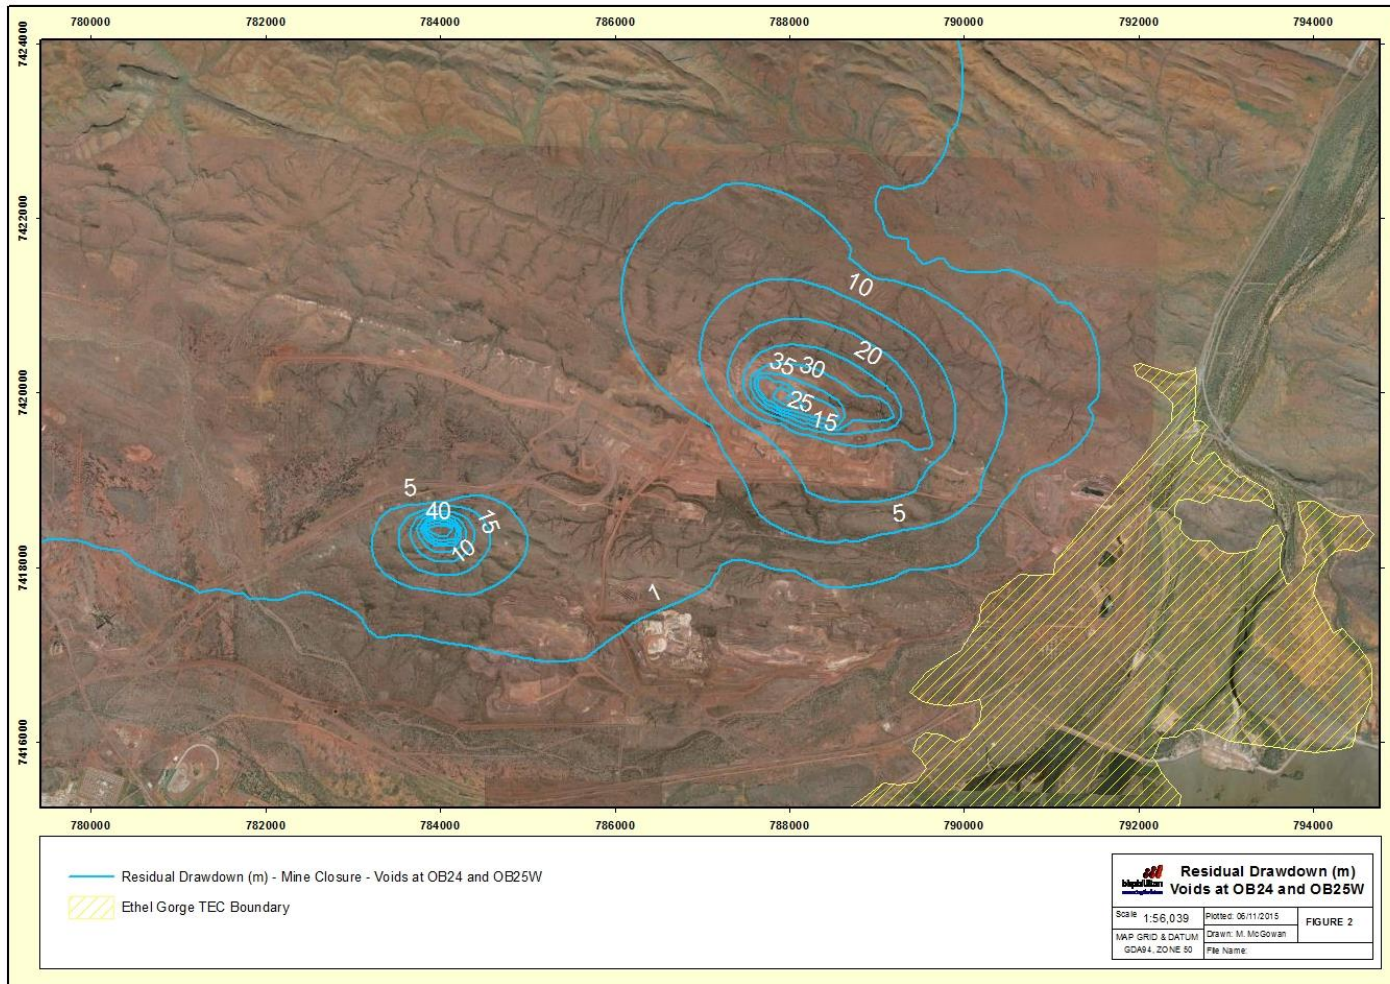 780000 782000 784000 786000 788000 790000 792000 794000
7424000
7422000
7420000
7418000
7416000
10
20
35 30
25
15
5
5
40
15
10
1
780000 782000 784000 786000 788000 790000 792000 794000
Residual Drawdown (m) - Mine Closure - Voids at OB24 and OB25W
Ethel Gorge TEC Boundary
bhpbilliton
Residual Drawdown (m)
Voids at OB24 and OB25W
Scale 1:56,039
Plotted: 06/11/2015
FIGURE 2
MAP GRID & DATUM
GDA94, ZONE 50
Drawn: M. McGowan
File Name: